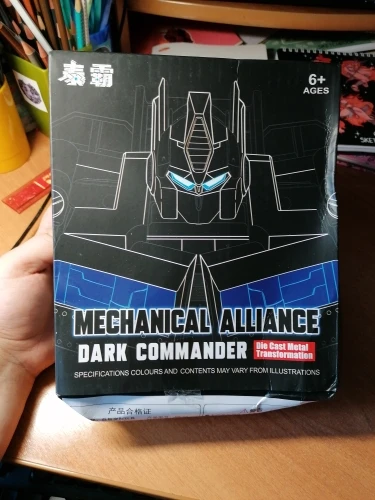 泰霸
6+
AGES
MECHANICAL ALLIANCE
DARK COMMANDER
Die Cast Metal
Transformation
SPECIFICATIONS COLOURS AND CONTENTS MAY VARY FROM ILLUSTRATIONS
产品合格证
SKE